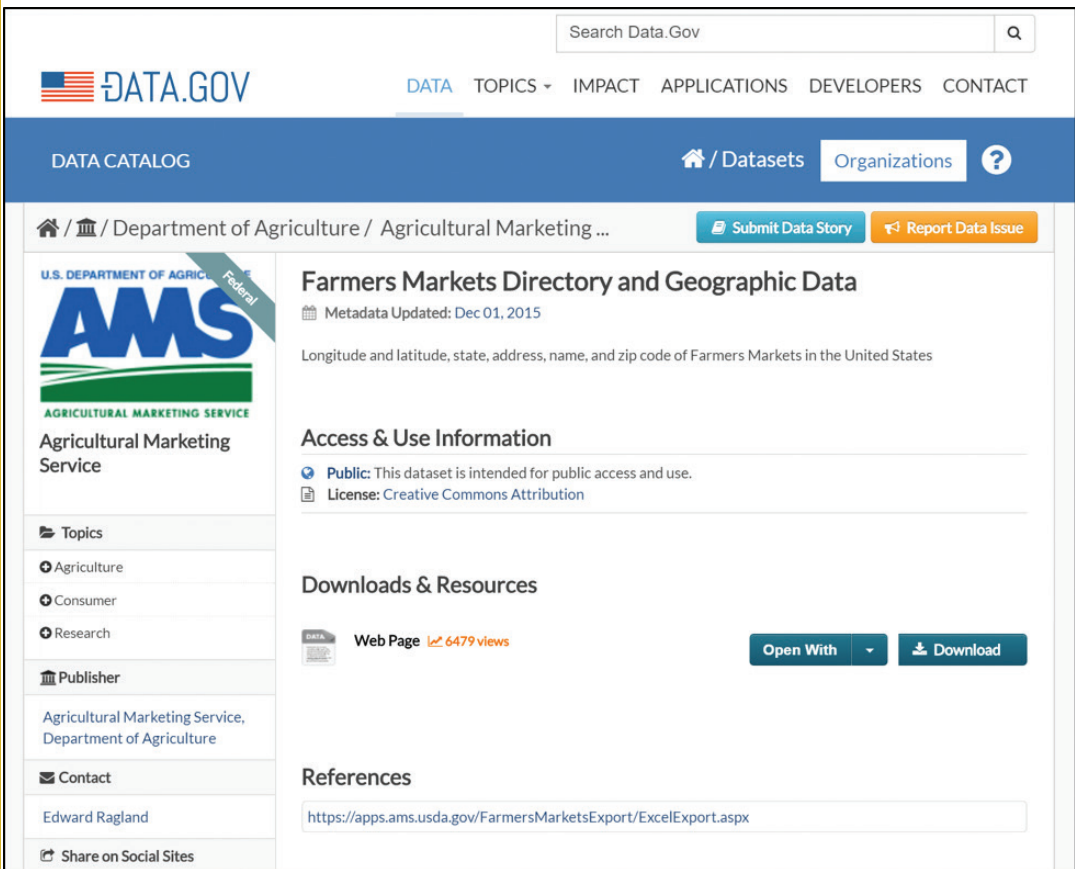 Search Data.Gov
DATA.GOV
DATA TOPICS IMPACT APPLICATIONS DEVELOPERS CONTACT
DATA CATALOG
/ Datasets Organizations ?
/ / Department of Agriculture / Agricultural Marketing ...
Submit Data Story Report Data Issue
U.S. DEPARTMENT OF AGRIC
Federal
AMS
AGRICULTURAL MARKETING SERVICE
Agricultural Marketing
Service
Topics
Agriculture
Consumer
Research
Publisher
Agricultural Marketing Service,
Department of Agriculture
Contact
Edward Ragland
Share on Social Sites
Farmers Markets Directory and Geographic Data
Metadata Updated: Dec 01, 2015
Longitude and latitude, state, address, name, and zip code of Farmers Markets in the United States
Access & Use Information
Public: This dataset is intended for public access and use.
License: Creative Commons Attribution
Downloads & Resources
DATA
Web Page 6479 views
Open With Download
References
https://apps.ams.usda.gov/FarmersMarketsExport/ExcelExport.aspx